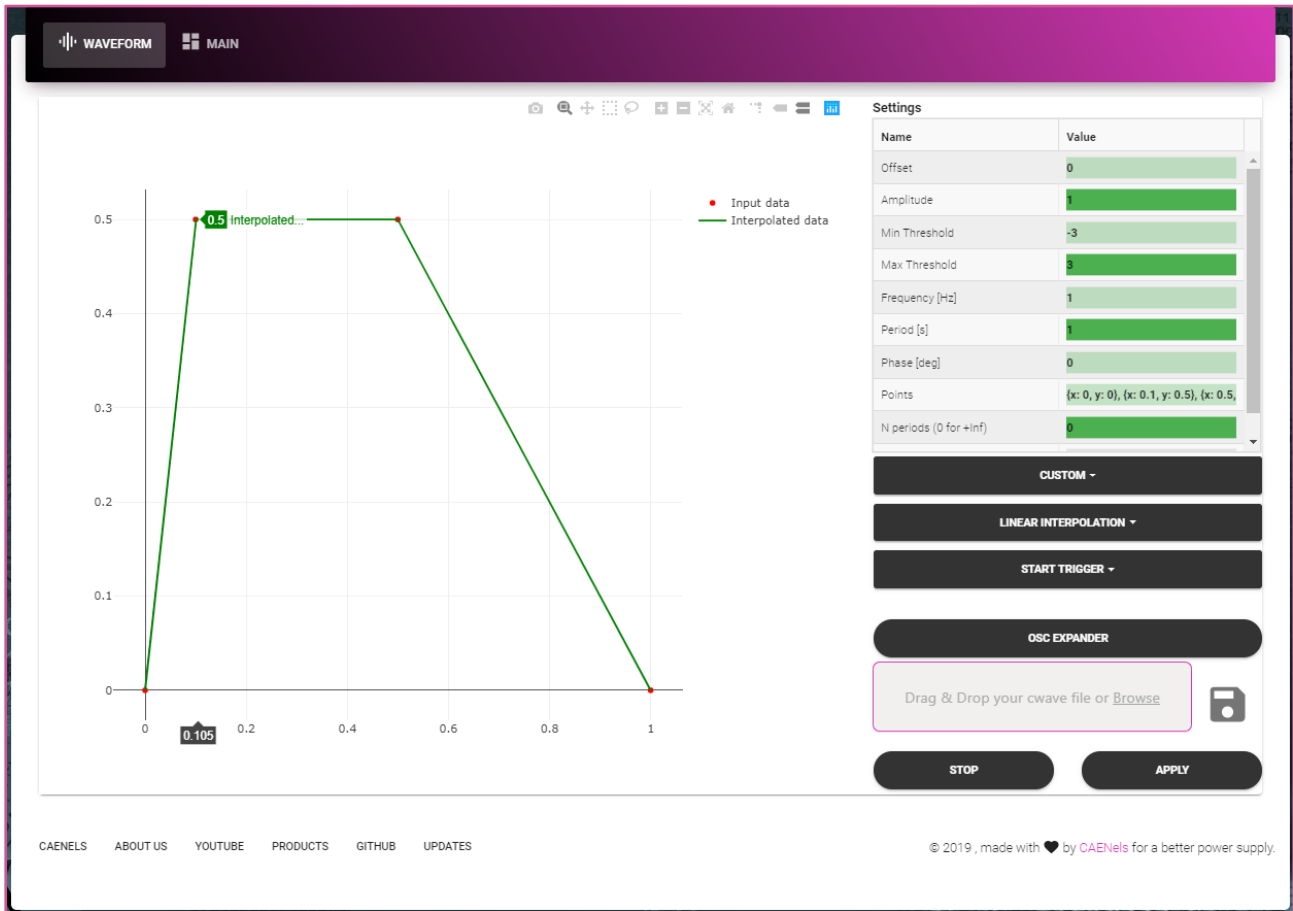 WAVEFORM
MAIN
Settings
Name Value
Offset 0
Amplitude 1
Min Threshold -3
Max Threshold 3
Frequency [Hz] 1
Period [s] 1
Phase [deg] 0
Points {x: 0, y: 0}, {x: 0.1, y: 0.5}, {x: 0.5,
N periods (0 for +Inf) 0
Input data
Interpolated data
0.5
0.5 Interpolated...
0.4
0.3
0.2
0.1
0
0 0.2 0.4 0.6 0.8 1
0.105
CUSTOM
LINEAR INTERPOLATION
START TRIGGER
OSC EXPANDER
Drag & Drop your cwave file or Browse
STOP
APPLY
CAENELS ABOUT US YOUTUBE PRODUCTS GITHUB UPDATES
© 2019 , made with by CAENels for a better power supply.